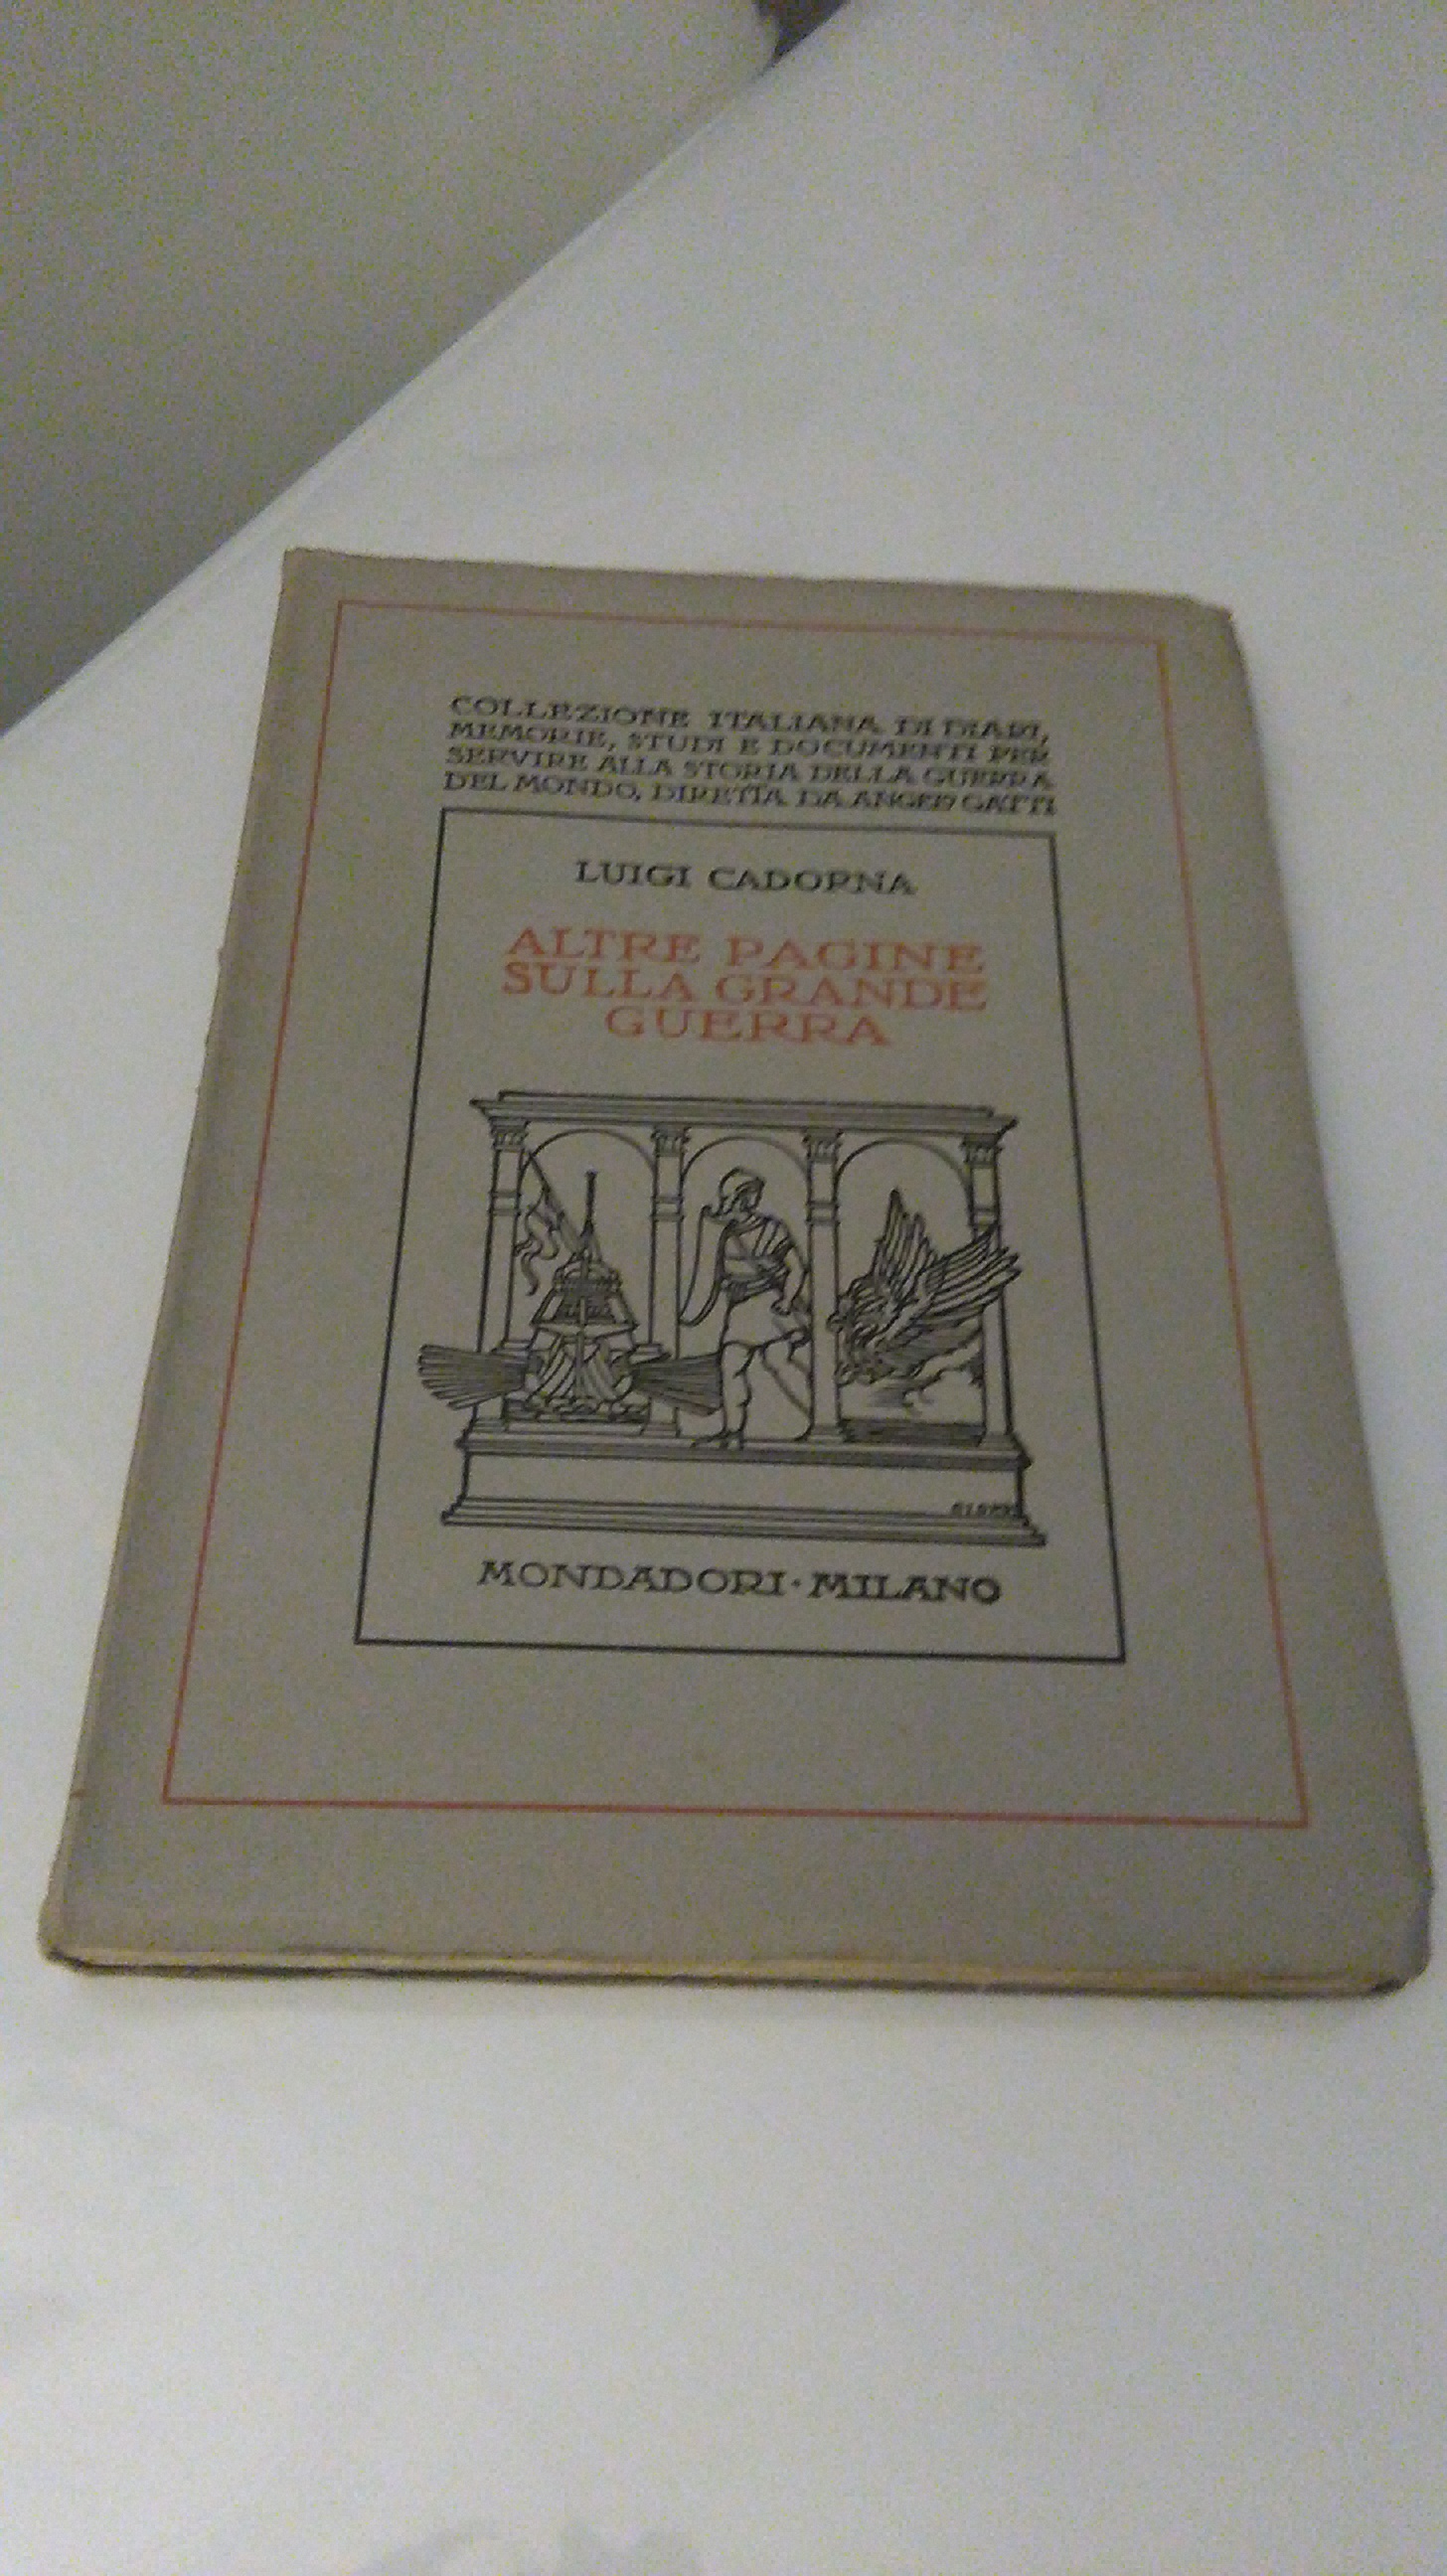 COLLEZIONE ITALIANA DI DIARI,
MEMORIE, STUDI E DOCUMENTI PER
SERVIRE ALLA STORIA DELLA GUERRA
DEL MONDO, DIRETTA DA ANGELO GATTI
LUIGI CADORNA
ALTRE PAGINE
SULLA GRANDE
GUERRA
MONDADORI·MILANO